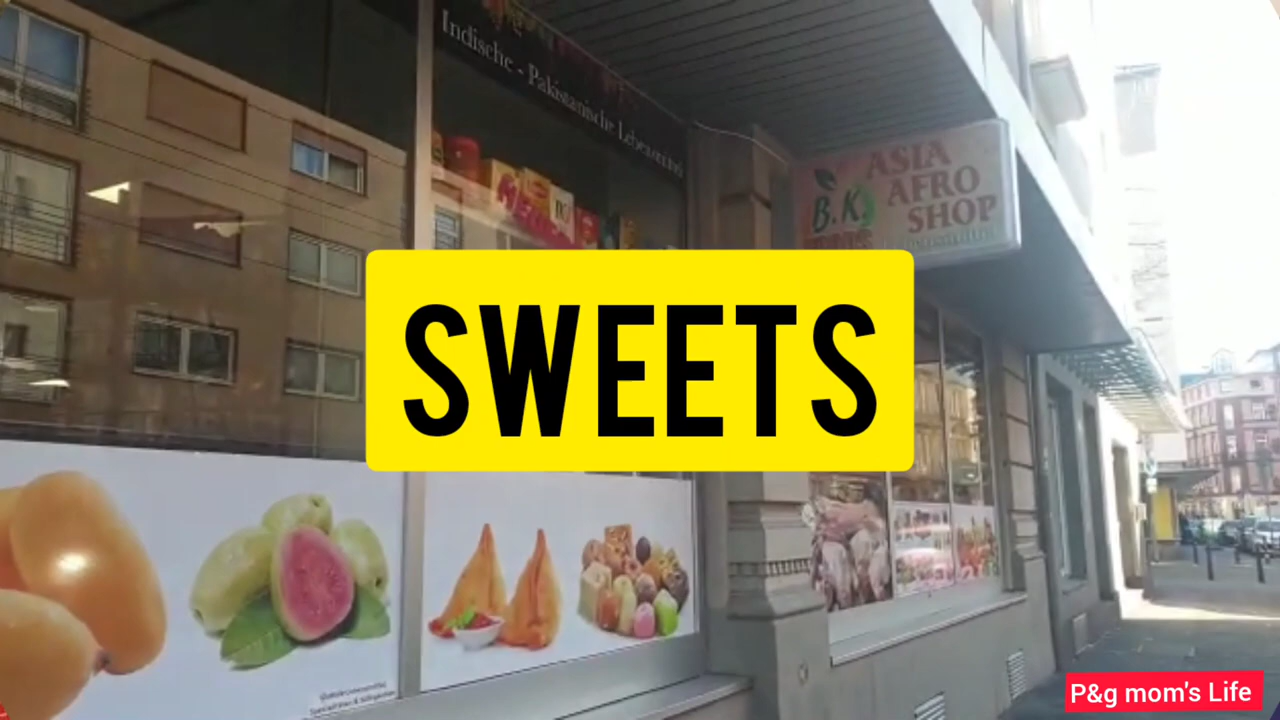 Indische - Pakistanische Lebensmittel
ASIA
B.K. AFRO
SHOP
SWEETS
P&g mom's Life